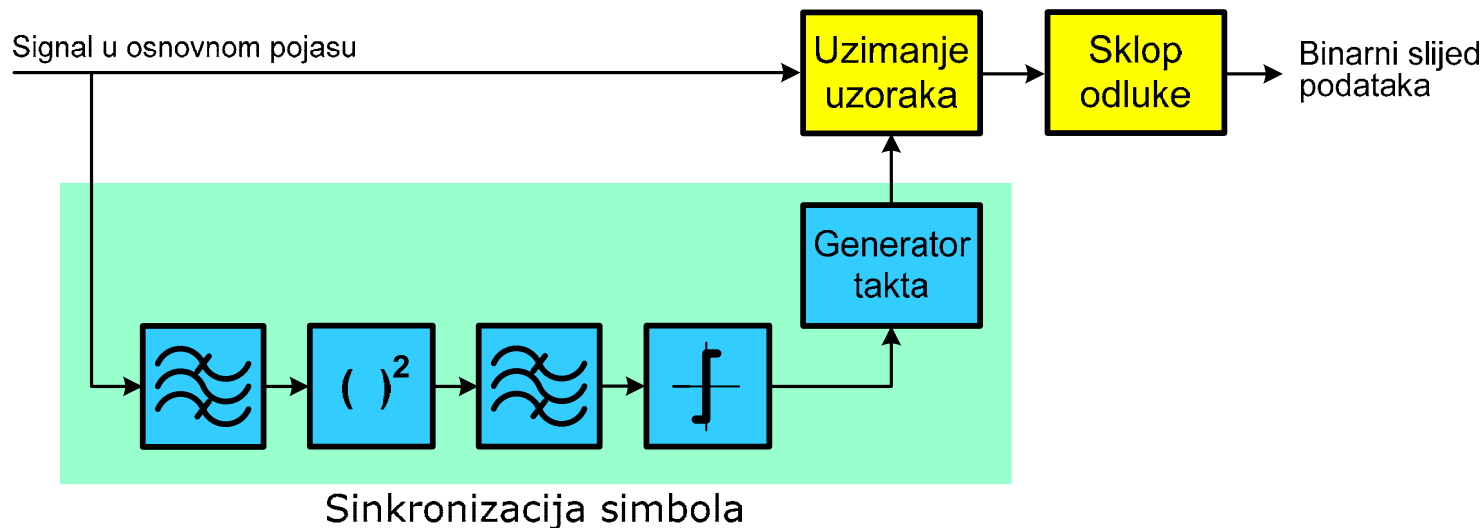 Signal u osnovnom pojasu
Uzimanje
uzoraka
Sklop
odluke
Binarni slijed
podataka
Generator
takta
( )²
Sinkronizacija simbola